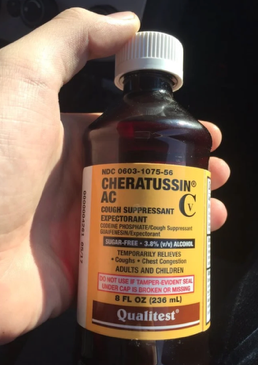 NDC 0603-1075-56
CHERATUSSIN®
AC
CV
COUGH SUPPRESSANT
EXPECTORANT
CODEINE PHOSPHATE/Cough Suppressant
GUAIFENESIN/Expectorant
SUGAR-FREE • 3.8% (v/v) ALCOHOL
TEMPORARILY RELIEVES
• Coughs • Chest Congestion
ADULTS AND CHILDREN
DO NOT USE IF TAMPER-EVIDENT SEAL
UNDER CAP IS BROKEN OR MISSING
8 FL OZ (236 mL)
Qualitest®